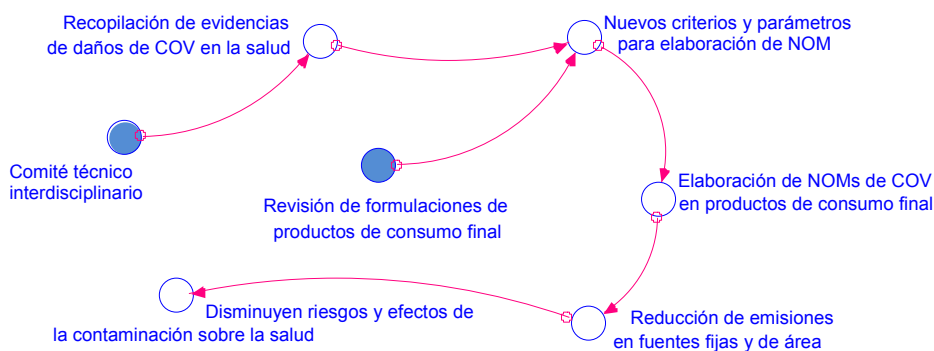 Recopilación de evidencias
de daños de COV en la salud
Nuevos criterios y parámetros
para elaboración de NOM
Comité técnico
interdisciplinario
Revisión de formulaciones de
productos de consumo final
Elaboración de NOMs de COV
en productos de consumo final
Disminuyen riesgos y efectos de
la contaminación sobre la salud
Reducción de emisiones
en fuentes fijas y de área